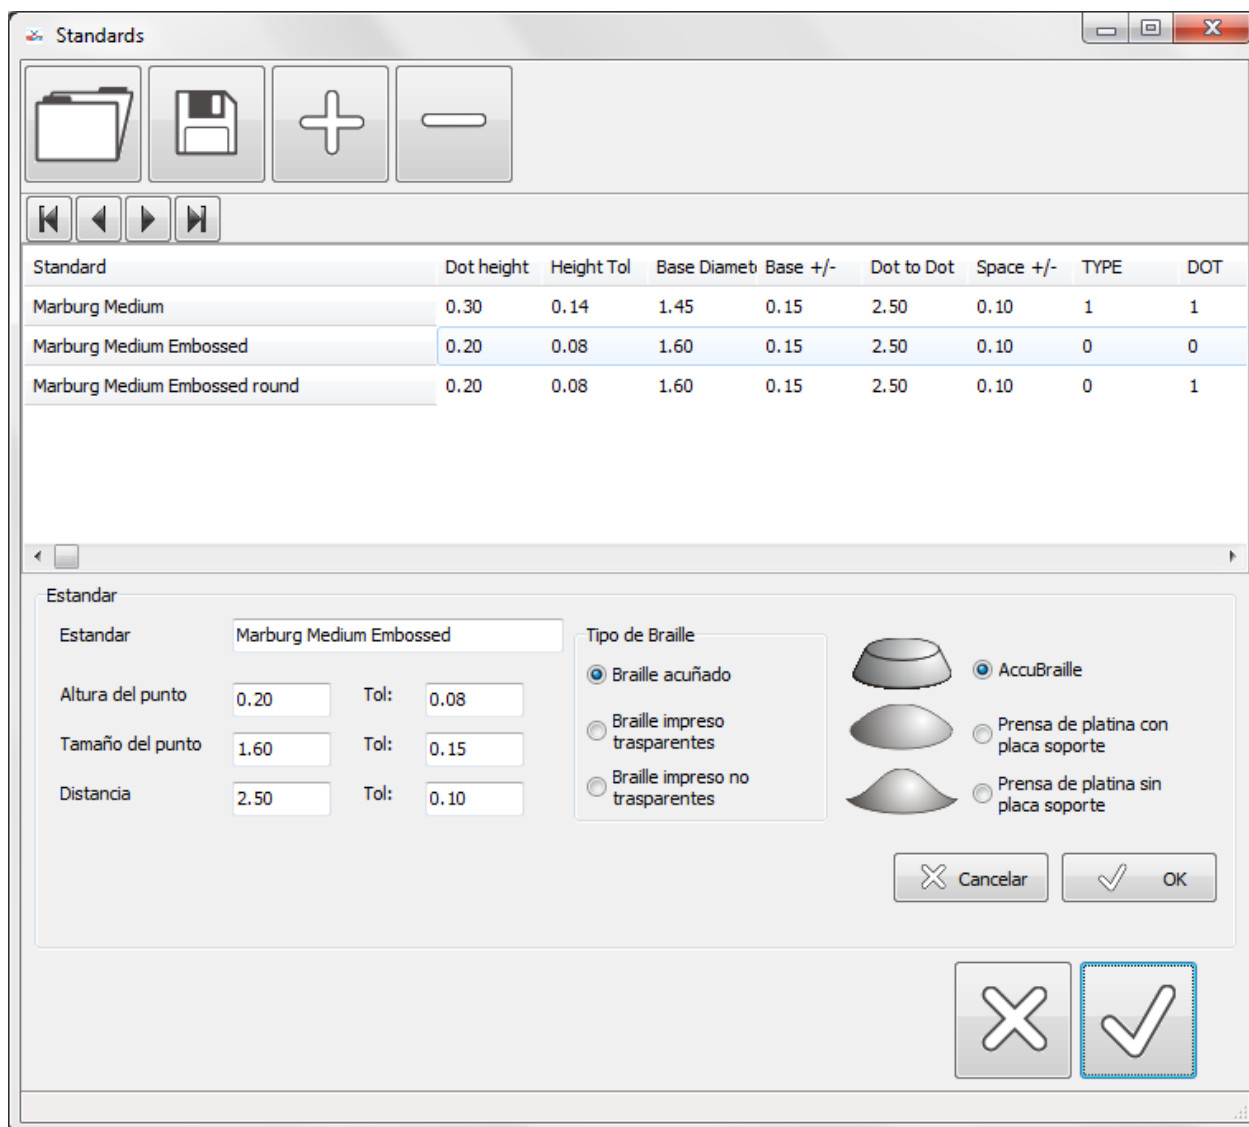 Standards
Standard Dot height Height Tol Base Diamet Base +/- Dot to Dot Space +/- TYPE DOT
Marburg Medium 0.30 0.14 1.45 0.15 2.50 0.10 1 1
Marburg Medium Embossed 0.20 0.08 1.60 0.15 2.50 0.10 0 0
Marburg Medium Embossed round 0.20 0.08 1.60 0.15 2.50 0.10 0 1
Estandar
Estandar Marburg Medium Embossed
Altura del punto 0.20 Tol: 0.08
Tamaño del punto 1.60 Tol: 0.15
Distancia 2.50 Tol: 0.10
Tipo de Braille
Braille acuñado
Braille impreso
trasparentes
Braille impreso no
trasparentes
AccuBraille
Prensa de platina con
placa soporte
Prensa de platina sin
placa soporte
Cancelar OK